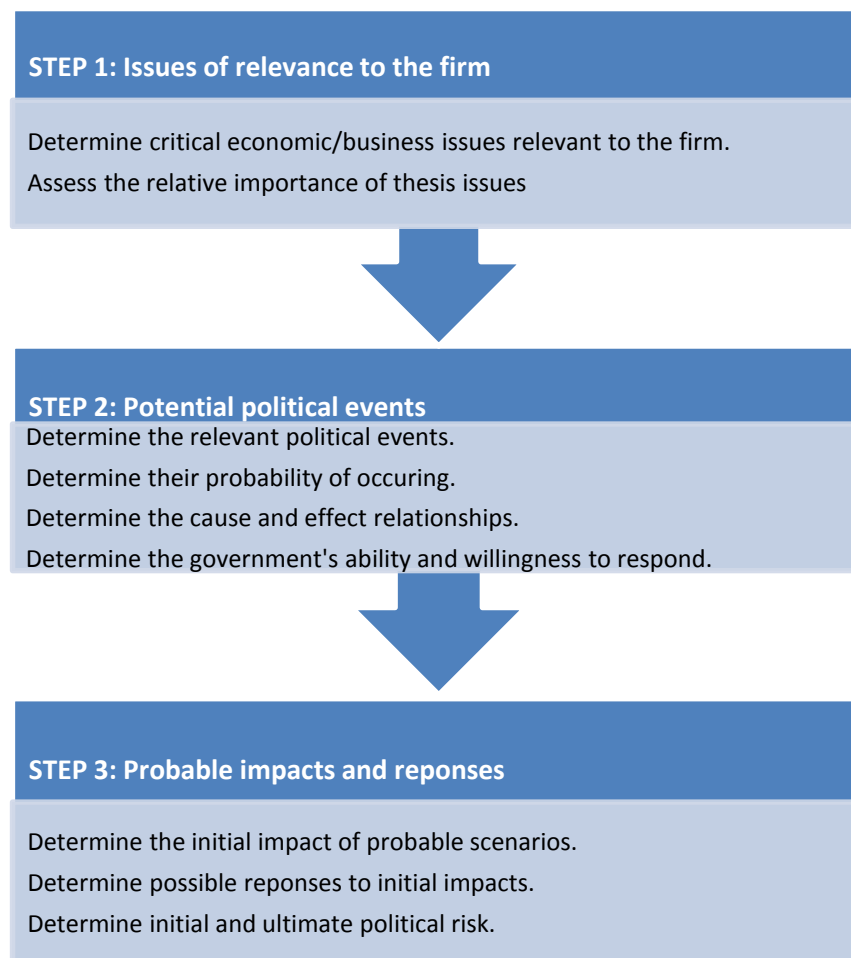 STEP 1: Issues of relevance to the firm
Determine critical economic/business issues relevant to the firm.
Assess the relative importance of thesis issues
STEP 2: Potential political events
Determine the relevant political events.
Determine their probability of occuring.
Determine the cause and effect relationships.
Determine the government's ability and willingness to respond.
STEP 3: Probable impacts and reponses
Determine the initial impact of probable scenarios.
Determine possible reponses to initial impacts.
Determine initial and ultimate political risk.